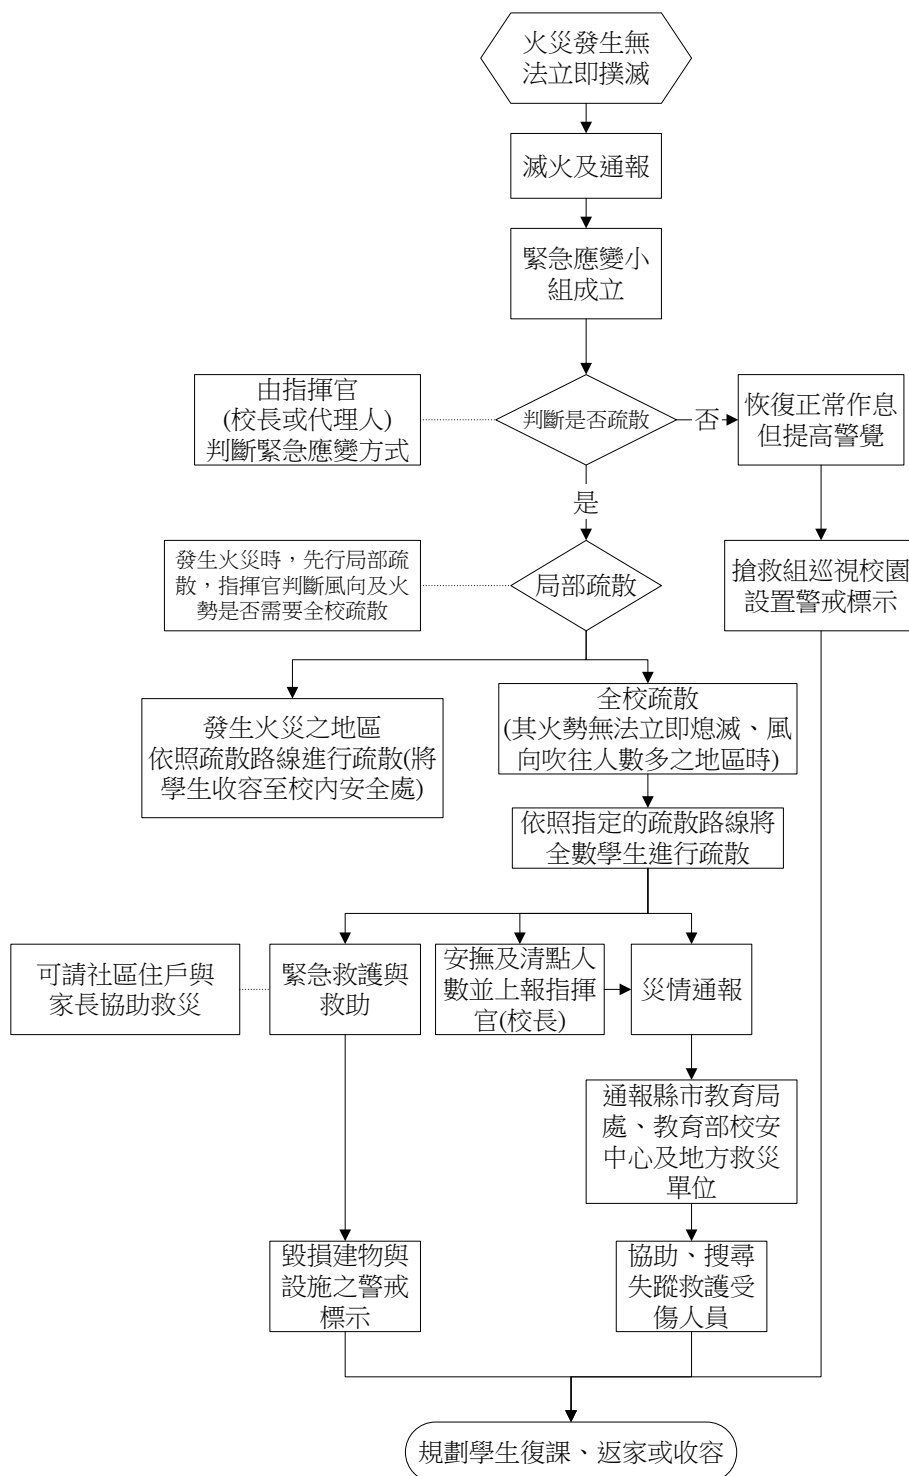 火災發生無
法立即撲滅
滅火及通報
緊急應變小
組成立
由指揮官
(校長或代理人)
判斷緊急應變方式
判斷是否疏散
否
恢復正常作息
但提高警覺
是
發生火災時，先行局部疏
散，指揮官判斷風向及火
勢是否需要全校疏散
局部疏散
搶救組巡視校園
設置警戒標示
發生火災之地區
依照疏散路線進行疏散(將
學生收容至校內安全處)
全校疏散
(其火勢無法立即熄滅、風
向吹往人數多之地區時)
依照指定的疏散路線將
全數學生進行疏散
可請社區住戶與
家長協助救災
緊急救護與
救助
安撫及清點人
數並上報指揮
官(校長)
災情通報
通報縣市教育局
處、教育部校安
中心及地方救災
單位
毀損建物與
設施之警戒
標示
協助、搜尋
失蹤救護受
傷人員
規劃學生復課、返家或收容